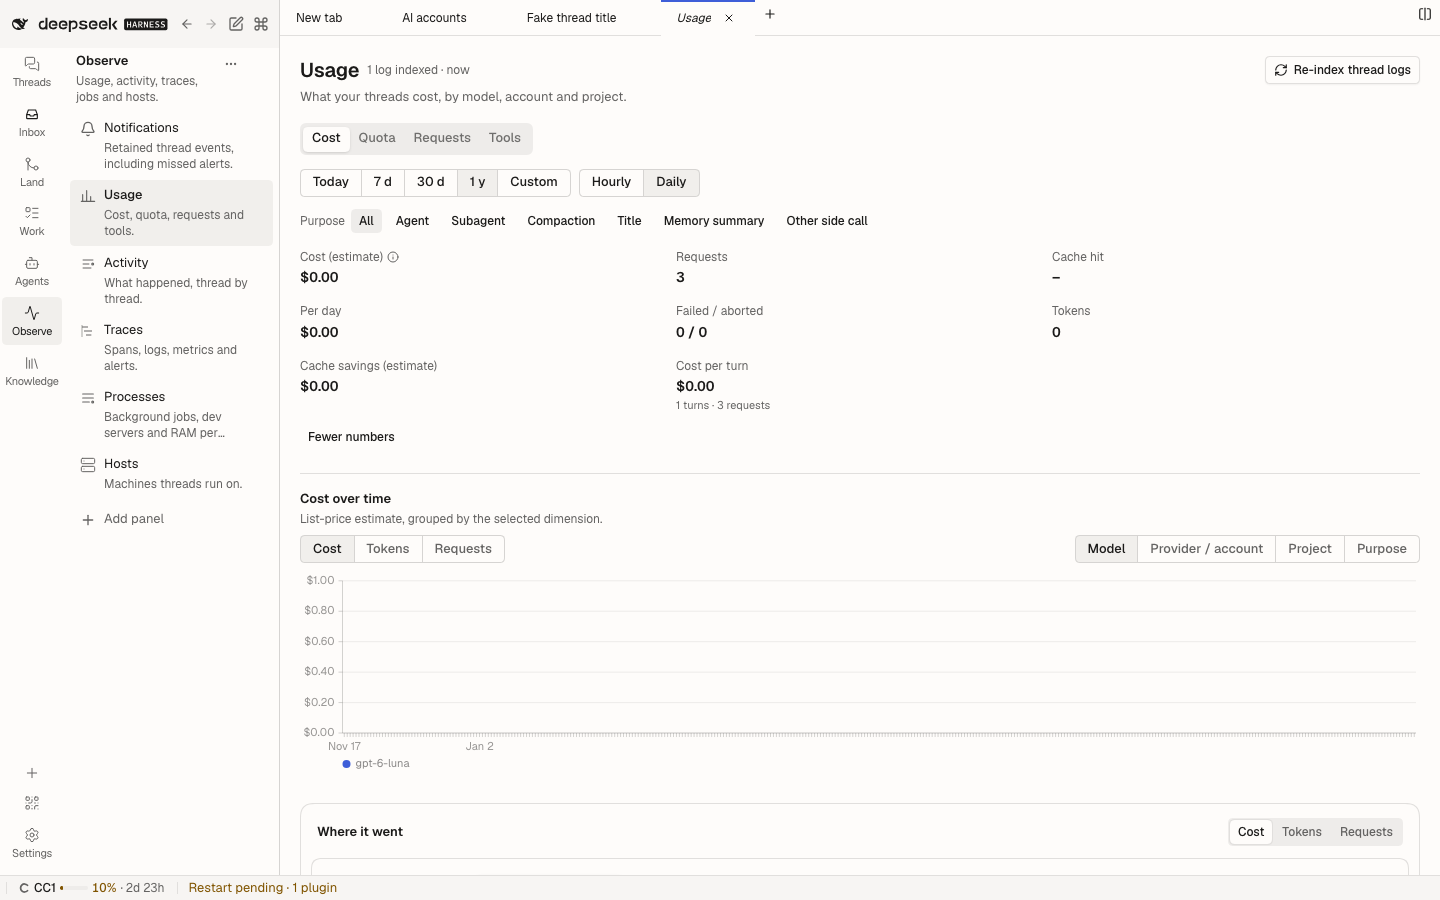 deepseek HARNESS
New tab
AI accounts
Fake thread title
Usage
Threads
Inbox
Land
Work
Agents
Observe
Knowledge
Settings
Observe
Usage, activity, traces,
jobs and hosts.
Notifications
Retained thread events,
including missed alerts.
Usage
Cost, quota, requests and
tools.
Activity
What happened, thread by
thread.
Traces
Spans, logs, metrics and
alerts.
Processes
Background jobs, dev
servers and RAM per…
Hosts
Machines threads run on.
Add panel
Usage 1 log indexed · now
Re-index thread logs
What your threads cost, by model, account and project.
Cost Quota Requests Tools
Today 7 d 30 d 1 y Custom Hourly Daily
Purpose All Agent Subagent Compaction Title Memory summary Other side call
Cost (estimate)
$0.00
Requests
3
Cache hit
–
Per day
$0.00
Failed / aborted
0 / 0
Tokens
0
Cache savings (estimate)
$0.00
Cost per turn
$0.00
1 turns · 3 requests
Fewer numbers
Cost over time
List-price estimate, grouped by the selected dimension.
Cost Tokens Requests
Model Provider / account Project Purpose
$1.00
$0.80
$0.60
$0.40
$0.20
$0.00
Nov 17 Jan 2
gpt-6-luna
Where it went
Cost Tokens Requests
C CC1 10% · 2d 23h Restart pending · 1 plugin